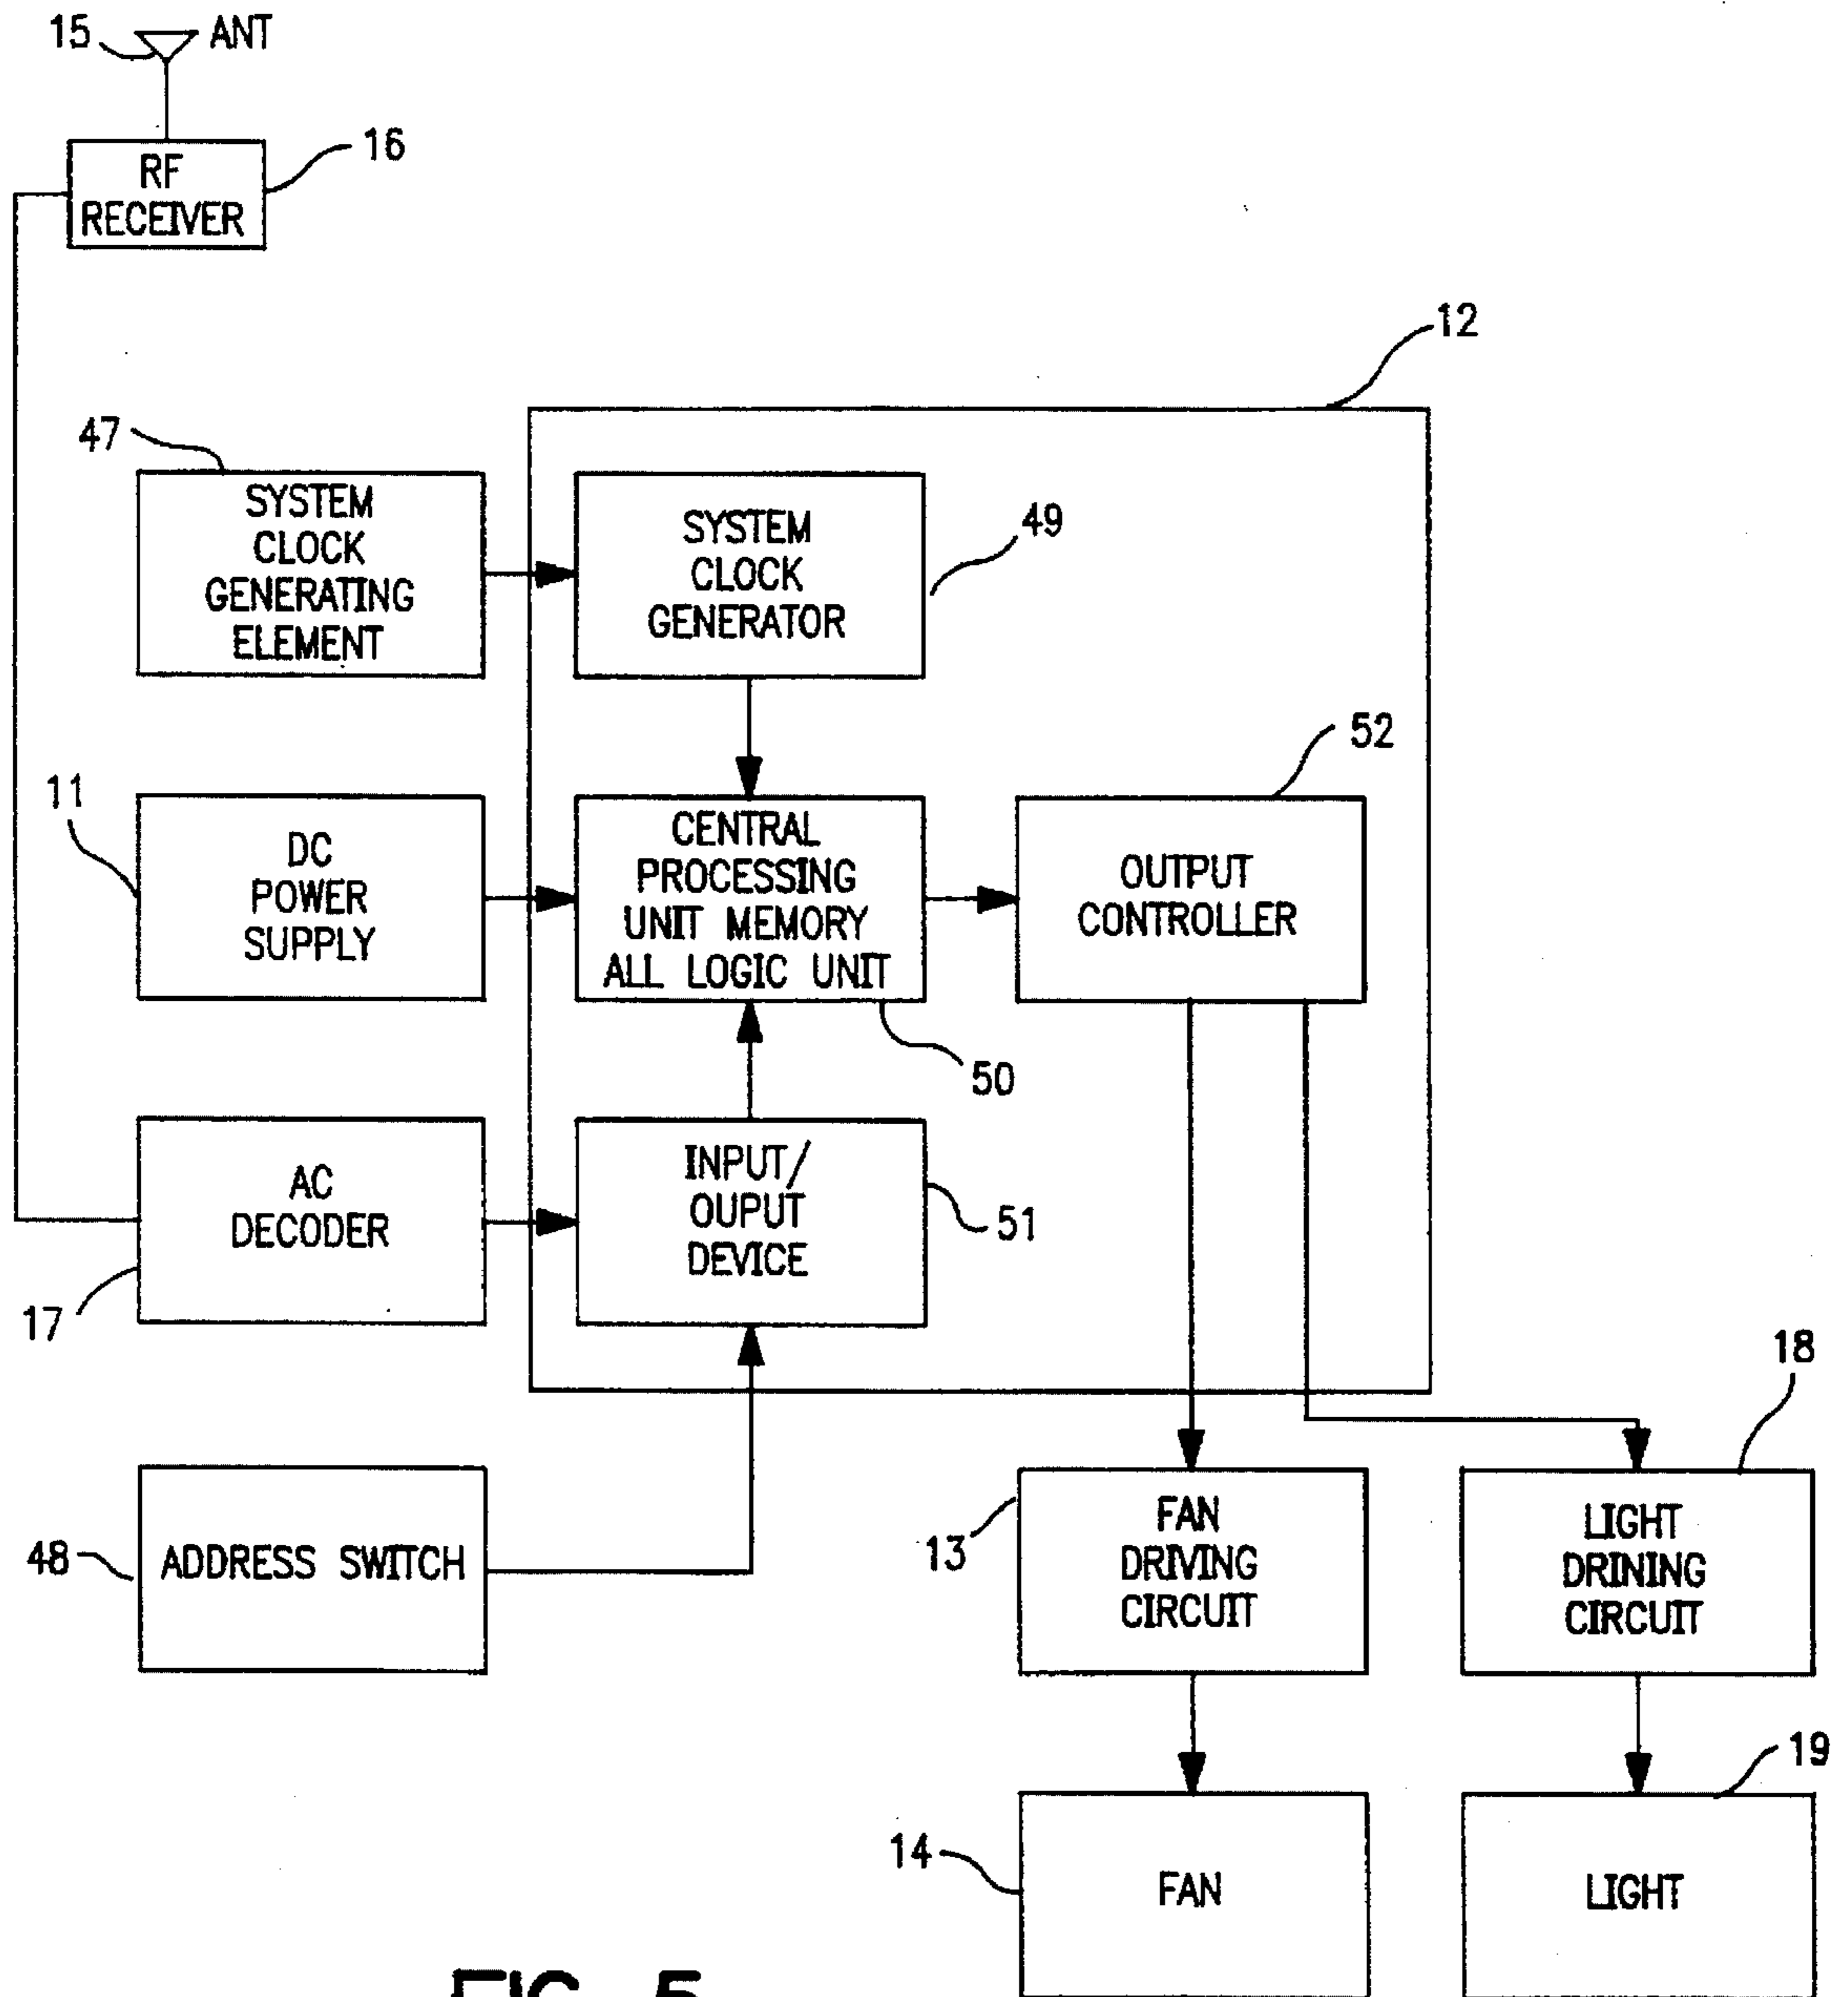 15
ANT
RF
RECEIVER
16
12
47
SYSTEM
CLOCK
GENERATING
ELEMENT
SYSTEM
CLOCK
GENERATOR
49
52
11
DC
POWER
SUPPLY
CENTRAL
PROCESSING
UNIT MEMORY
ALL LOGIC UNIT
OUTPUT
CONTROLLER
50
AC
DECODER
INPUT/
OUPUT
DEVICE
51
17
18
48
ADDRESS SWITCH
13
FAN
DRIVING
CIRCUIT
LIGHT
DRINING
CIRCUIT
19
14
FAN
LIGHT
FIG. 5